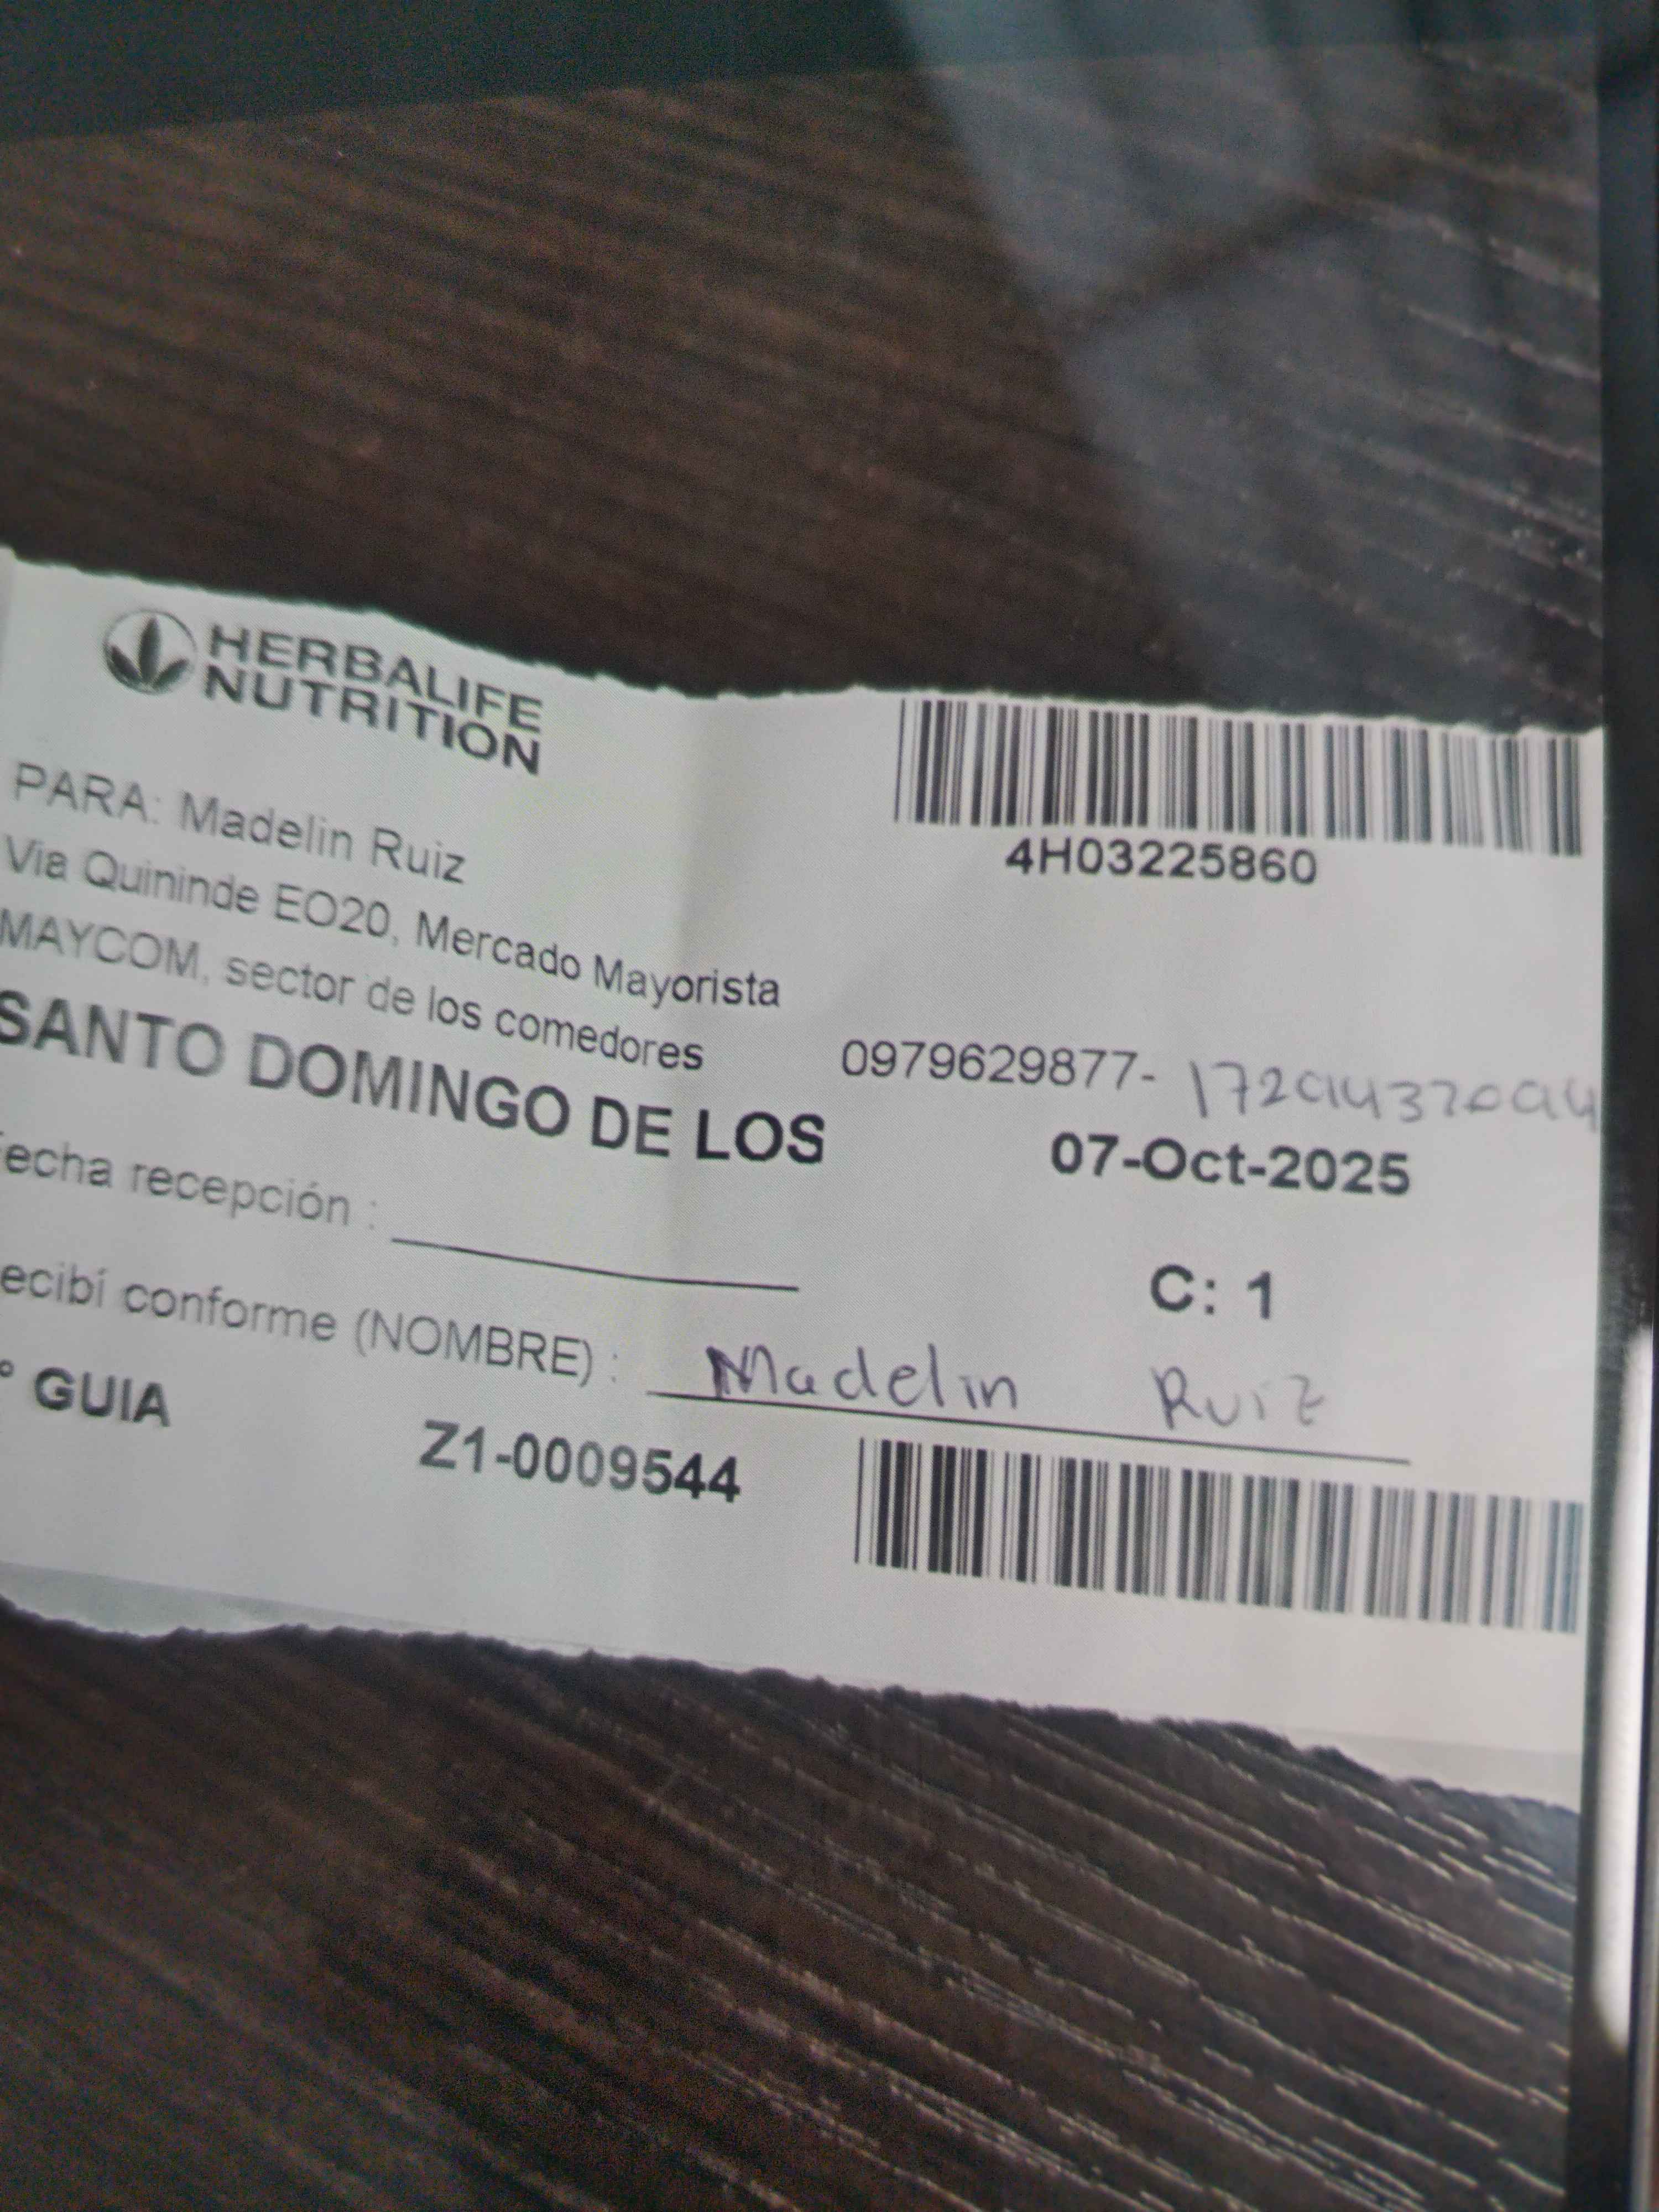 HERBALIFE
NUTRITION
4H03225860
PARA: Madelin Ruiz
Via Quininde EO20, Mercado Mayorista
MAYCOM, sector de los comedores
0979629877-
SANTO DOMINGO DE LOS
07-Oct-2025
echa recepción :
C: 1
ecibí conforme (NOMBRE) : Madelin Ruiz
° GUIA Z1-0009544